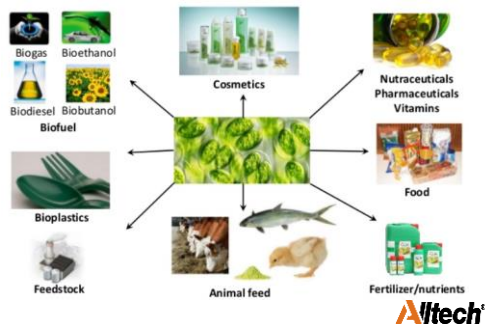 Biogas
Bioethanol
Biodiesel
Biobutanol
Biofuel
Cosmetics
Nutraceuticals
Pharmaceuticals
Vitamins
Bioplastics
Food
Feedstock
Animal feed
Fertilizer/nutrients
Alltech®